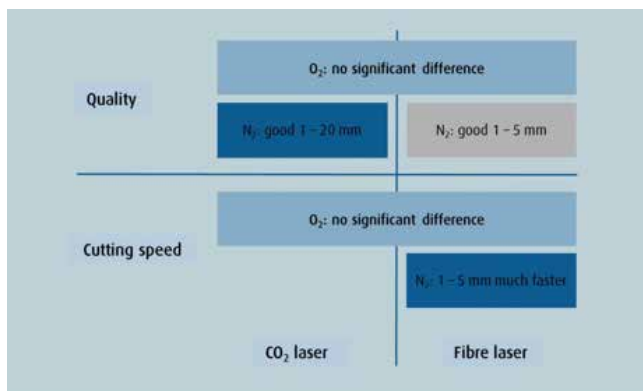 O₂: no significant difference
Quality
N₂: good 1 – 20 mm
N₂: good 1 – 5 mm
O₂: no significant difference
Cutting speed
N₂: 1 – 5 mm much faster
CO₂ laser
Fibre laser